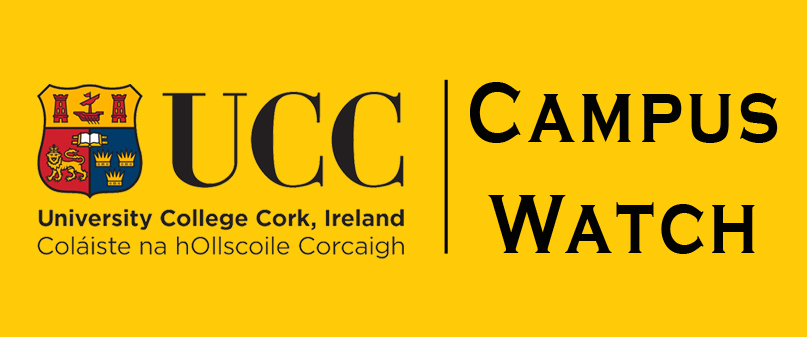 UCC
University College Cork, Ireland
Coláiste na hOllscoile Corcaigh
CAMPUS
WATCH